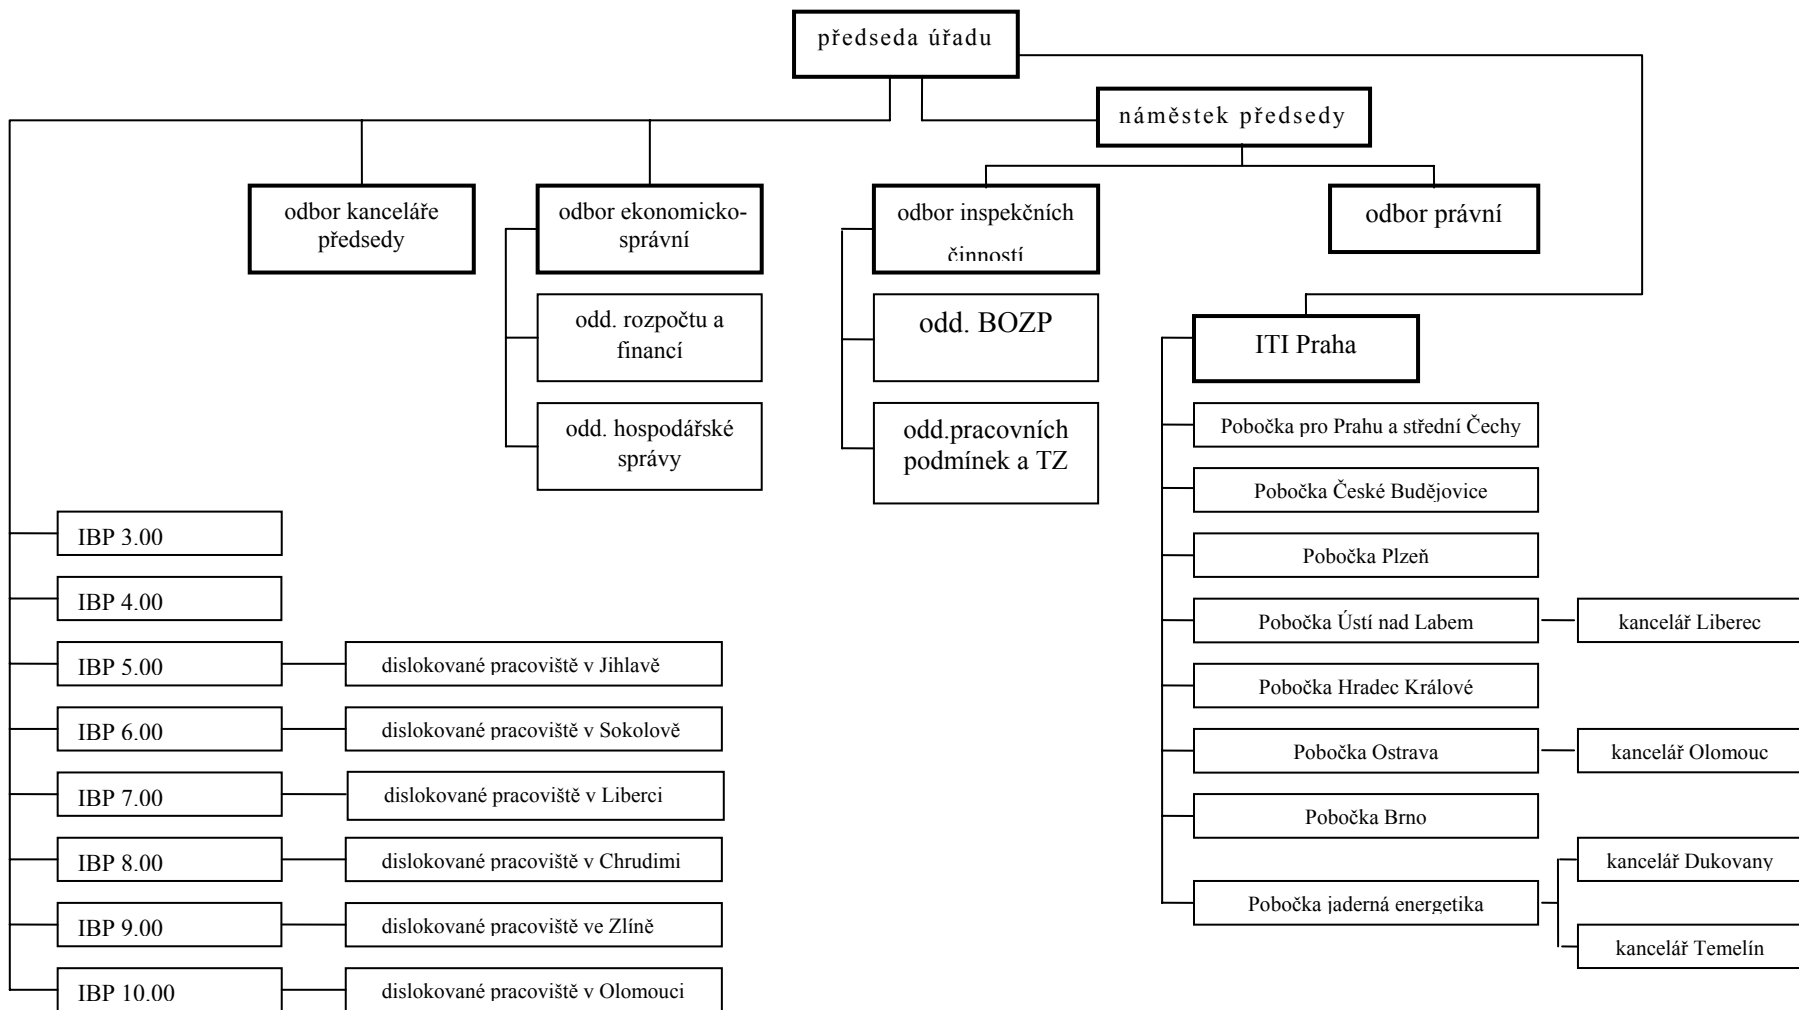 předseda úřadu
náměstek předsedy
odbor kanceláře
předsedy
odbor ekonomicko-
správní
odbor inspekčních
činností
odbor právní
odd. rozpočtu a
financí
odd. BOZP
ITI Praha
odd. hospodářské
správy
odd.pracovních
podmínek a TZ
Pobočka pro Prahu a střední Čechy
Pobočka České Budějovice
Pobočka Plzeň
Pobočka Ústí nad Labem
kancelář Liberec
Pobočka Hradec Králové
Pobočka Ostrava
kancelář Olomouc
Pobočka Brno
Pobočka jaderná energetika
kancelář Dukovany
kancelář Temelín
IBP 3.00
IBP 4.00
IBP 5.00
dislokované pracoviště v Jihlavě
IBP 6.00
dislokované pracoviště v Sokolově
IBP 7.00
dislokované pracoviště v Liberci
IBP 8.00
dislokované pracoviště v Chrudimi
IBP 9.00
dislokované pracoviště ve Zlíně
IBP 10.00
dislokované pracoviště v Olomouci